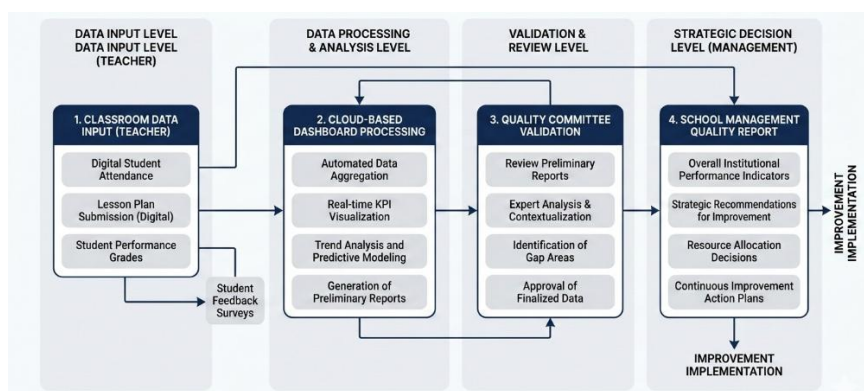 DATA INPUT LEVEL
DATA INPUT LEVEL
(TEACHER)
DATA PROCESSING
& ANALYSIS LEVEL
VALIDATION &
REVIEW LEVEL
STRATEGIC DECISION
LEVEL (MANAGEMENT)
1. CLASSROOM DATA
INPUT (TEACHER)
Digital Student
Attendance
Lesson Plan
Submission (Digital)
Student Performance
Grades
Student
Feedback
Surveys
2. CLOUD-BASED
DASHBOARD PROCESSING
Automated Data
Aggregation
Real-time KPI
Visualization
Trend Analysis and
Predictive Modeling
Generation of
Preliminary Reports
3. QUALITY COMMITTEE
VALIDATION
Review Preliminary
Reports
Expert Analysis &
Contextualization
Identification of
Gap Areas
Approval of
Finalized Data
4. SCHOOL MANAGEMENT
QUALITY REPORT
Overall Institutional
Performance Indicators
Strategic Recommendations
for Improvement
Resource Allocation
Decisions
Continuous Improvement
Action Plans
IMPROVEMENT
IMPLEMENTATION
IMPROVEMENT
IMPLEMENTATION